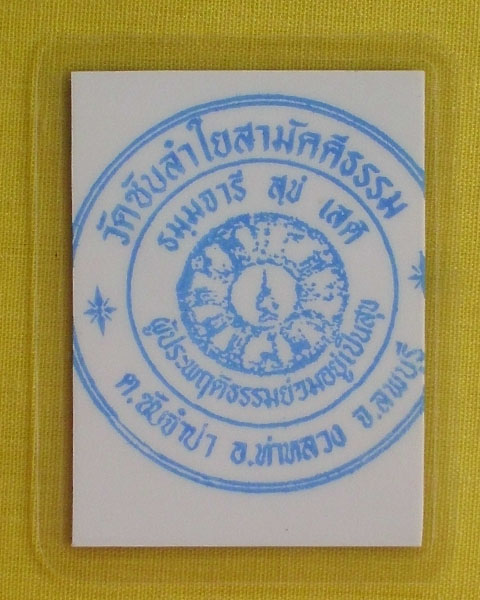 วัดซับลำใยสามัคคีธรรม
ธมฺมจารี สุขํ เสติ
ผู้ประพฤติธรรมย่อมอยู่เป็นสุข
ต.ซับจำปา อ.ท่าหลวง จ.ลพบุรี